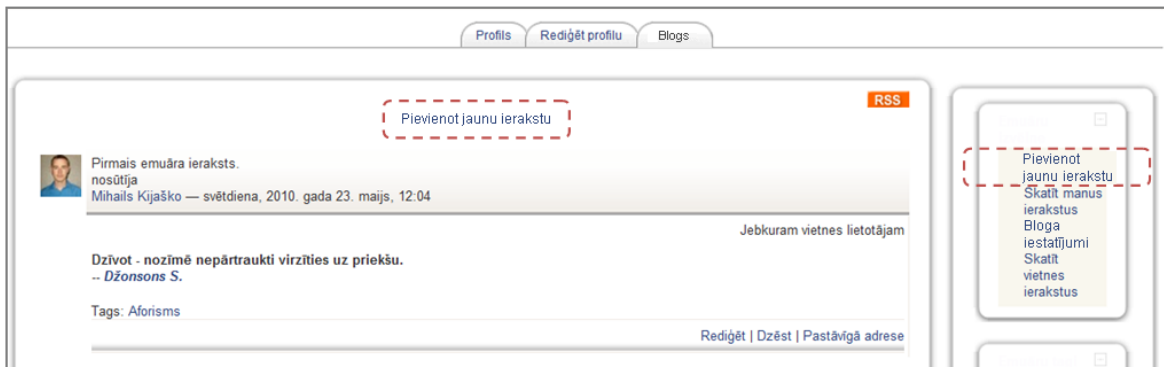 Profils
Rediģēt profilu
Blogs
RSS
Pievienot jaunu ierakstu
Pirmais emuāra ieraksts.
nosūtīja
Mihails Kijaško — svētdiena, 2010. gada 23. maijs, 12:04
Jebkuram vietnes lietotājam
Dzīvot - nozīmē nepārtraukti virzīties uz priekšu.
-- Džonsons S.
Tags: Aforisms
Rediģēt | Dzēst | Pastāvīgā adrese
Pievienot
jaunu ierakstu
Skatīt manus
ierakstus
Bloga
iestatījumi
Skatīt
vietnes
ierakstus